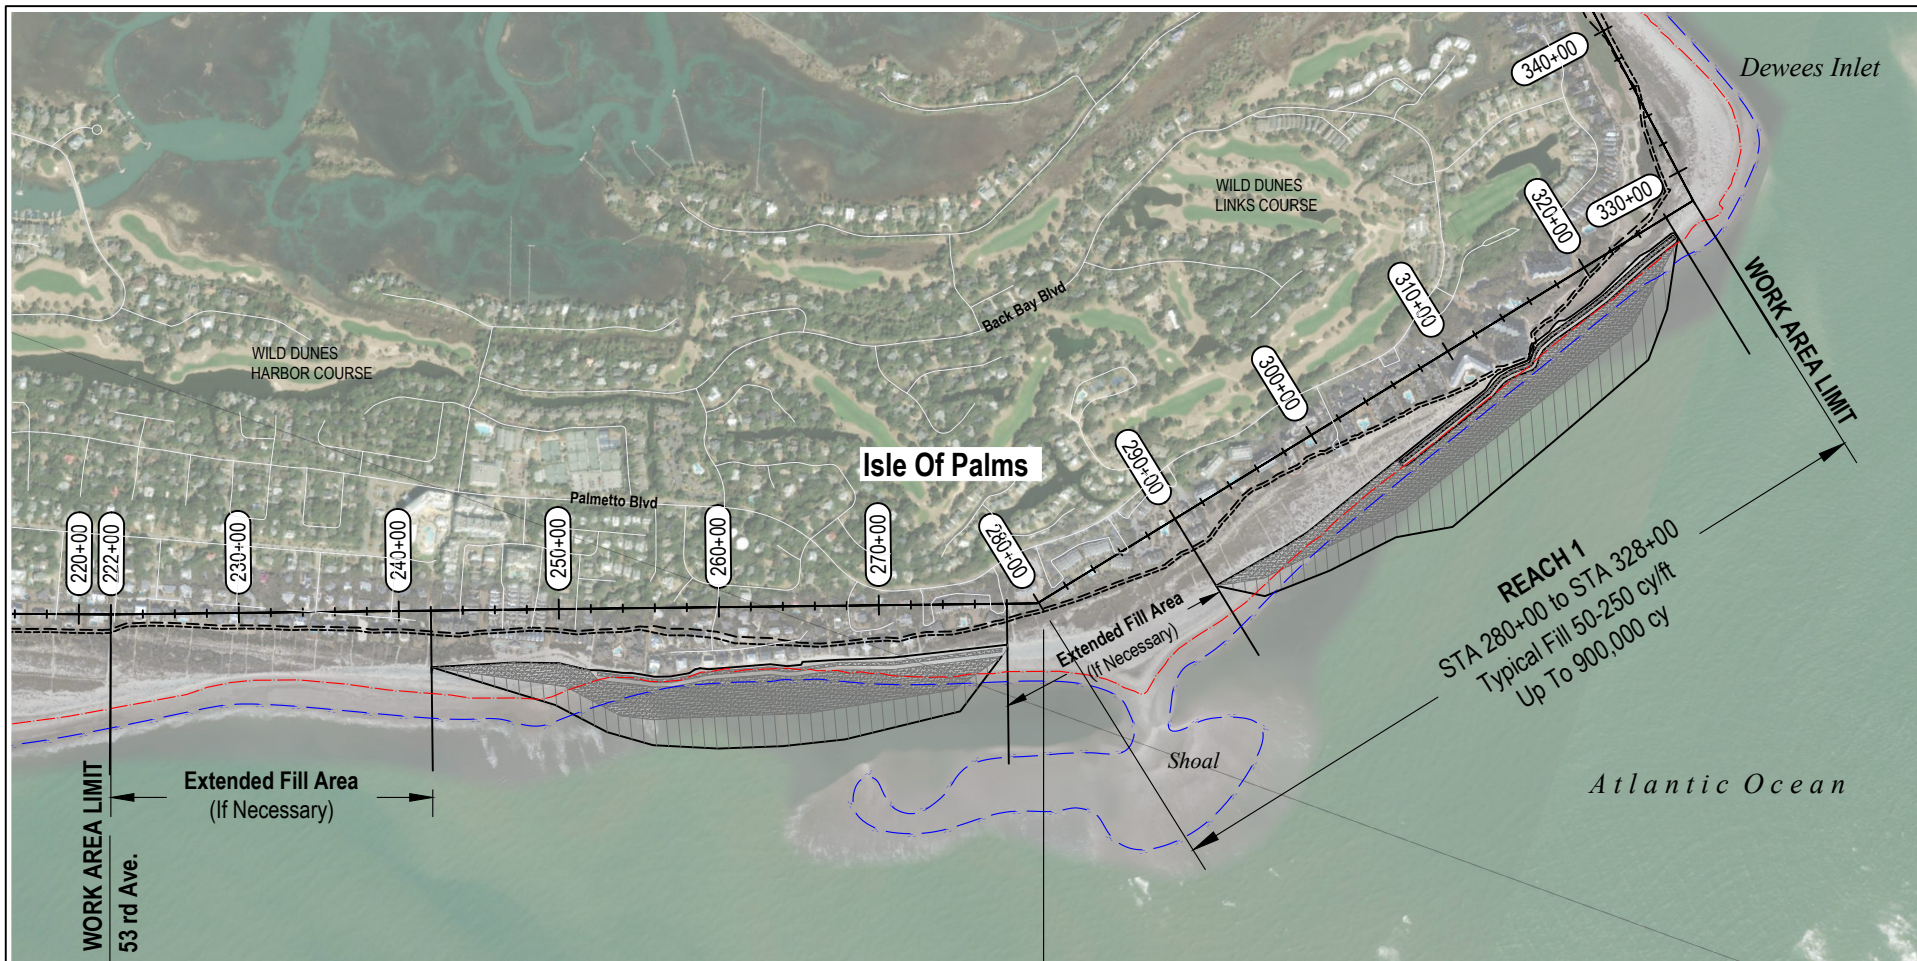 Dewees Inlet
340+00
WILD DUNES
LINKS COURSE
320+00
330+00
WORK AREA LIMIT
310+00
Back Bay Blvd
WILD DUNES
HARBOR COURSE
300+00
290+00
Isle Of Palms
Palmetto Blvd
220+00
222+00
230+00
240+00
250+00
260+00
270+00
280+00
Extended Fill Area
(If Necessary)
REACH 1
STA 280+00 to STA 328+00
Typical Fill 50-250 cy/ft
Up To 900,000 cy
Shoal
Atlantic Ocean
Extended Fill Area
(If Necessary)
WORK AREA LIMIT
53 rd Ave.